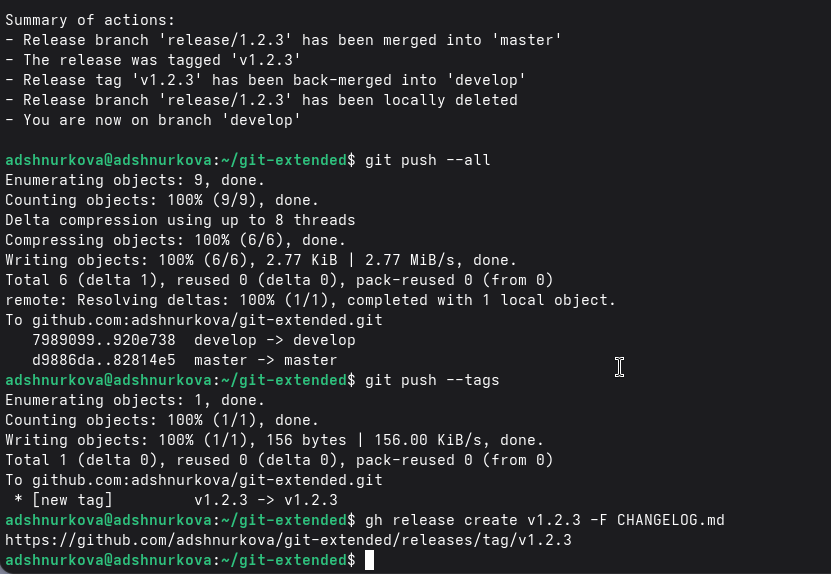 Summary of actions:
- Release branch 'release/1.2.3' has been merged into 'master'
- The release was tagged 'v1.2.3'
- Release tag 'v1.2.3' has been back-merged into 'develop'
- Release branch 'release/1.2.3' has been locally deleted
- You are now on branch 'develop'

adshnurkova@adshnurkova:~/git-extended$ git push --all
Enumerating objects: 9, done.
Counting objects: 100% (9/9), done.
Delta compression using up to 8 threads
Compressing objects: 100% (6/6), done.
Writing objects: 100% (6/6), 2.77 KiB | 2.77 MiB/s, done.
Total 6 (delta 1), reused 0 (delta 0), pack-reused 0 (from 0)
remote: Resolving deltas: 100% (1/1), completed with 1 local object.
To github.com:adshnurkova/git-extended.git
   7989099..920e738  develop -> develop
   d9886da..82814e5  master -> master
adshnurkova@adshnurkova:~/git-extended$ git push --tags
Enumerating objects: 1, done.
Counting objects: 100% (1/1), done.
Writing objects: 100% (1/1), 156 bytes | 156.00 KiB/s, done.
Total 1 (delta 0), reused 0 (delta 0), pack-reused 0 (from 0)
To github.com:adshnurkova/git-extended.git
 * [new tag]         v1.2.3 -> v1.2.3
adshnurkova@adshnurkova:~/git-extended$ gh release create v1.2.3 -F CHANGELOG.md
https://github.com/adshnurkova/git-extended/releases/tag/v1.2.3
adshnurkova@adshnurkova:~/git-extended$